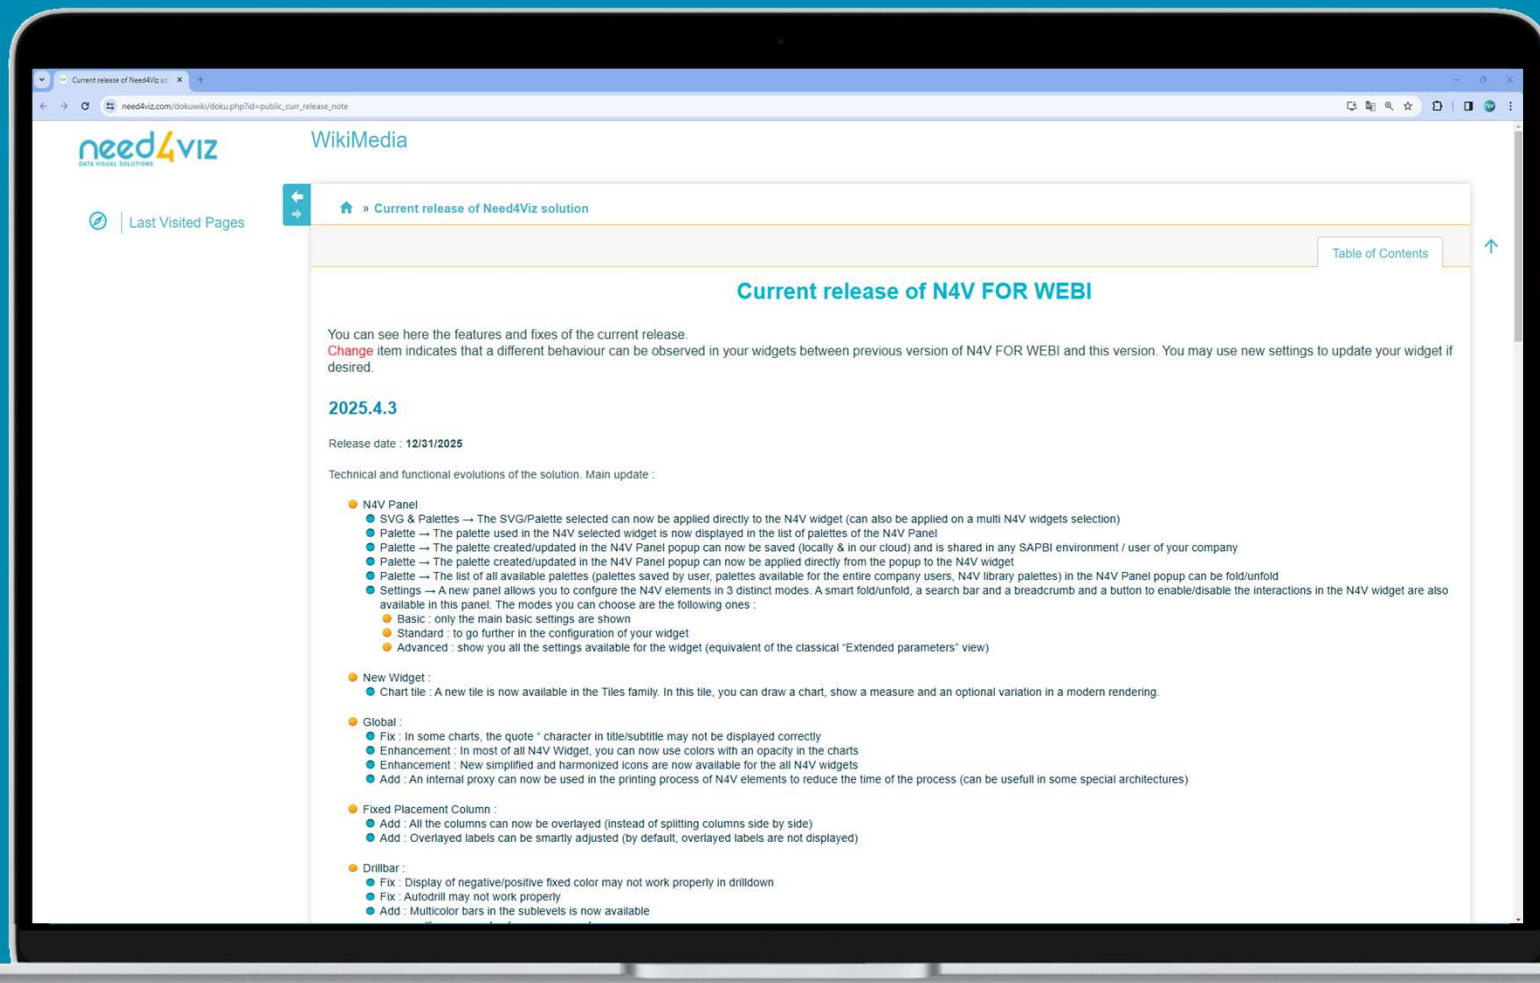 Current release of Need4Viz so
need4viz.com/dokuwiki/doku.php?id=public_curr_release_note
need4viz
DATA VISUAL SOLUTIONS
WikiMedia
Last Visited Pages
» Current release of Need4Viz solution
Table of Contents
Current release of N4V FOR WEBI
You can see here the features and fixes of the current release.
Change item indicates that a different behaviour can be observed in your widgets between previous version of N4V FOR WEBI and this version. You may use new settings to update your widget if
desired.
2025.4.3
Release date : 12/31/2025
Technical and functional evolutions of the solution. Main update :
N4V Panel
SVG & Palettes → The SVG/Palette selected can now be applied directly to the N4V widget (can also be applied on a multi N4V widgets selection)
Palette → The palette used in the N4V selected widget is now displayed in the list of palettes of the N4V Panel
Palette → The palette created/updated in the N4V Panel popup can now be saved (locally & in our cloud) and is shared in any SAPBI environment / user of your company
Palette → The palette created/updated in the N4V Panel popup can now be applied directly from the popup to the N4V widget
Palette → The list of all available palettes (palettes saved by user, palettes available for the entire company users, N4V library palettes) in the N4V Panel popup can be fold/unfold
Settings → A new panel allows you to confgure the N4V elements in 3 distinct modes. A smart fold/unfold, a search bar and a breadcrumb and a button to enable/disable the interactions in the N4V widget are also
available in this panel. The modes you can choose are the following ones :
Basic : only the main basic settings are shown
Standard : to go further in the configuration of your widget
Advanced : show you all the settings available for the widget (equivalent of the classical “Extended parameters” view)
New Widget :
Chart tile : A new tile is now available in the Tiles family. In this tile, you can draw a chart, show a measure and an optional variation in a modern rendering.
Global :
Fix : In some charts, the quote “ character in title/subtitle may not be displayed correctly
Enhancement : In most of all N4V Widget, you can now use colors with an opacity in the charts
Enhancement : New simplified and harmonized icons are now available for the all N4V widgets
Add : An internal proxy can now be used in the printing process of N4V elements to reduce the time of the process (can be usefull in some special architectures)
Fixed Placement Column :
Add : All the columns can now be overlayed (instead of splitting columns side by side)
Add : Overlayed labels can be smartly adjusted (by default, overlayed labels are not displayed)
Drillbar :
Fix : Display of negative/positive fixed color may not work properly in drilldown
Fix : Autodrill may not work properly
Add : Multicolor bars in the sublevels is now available